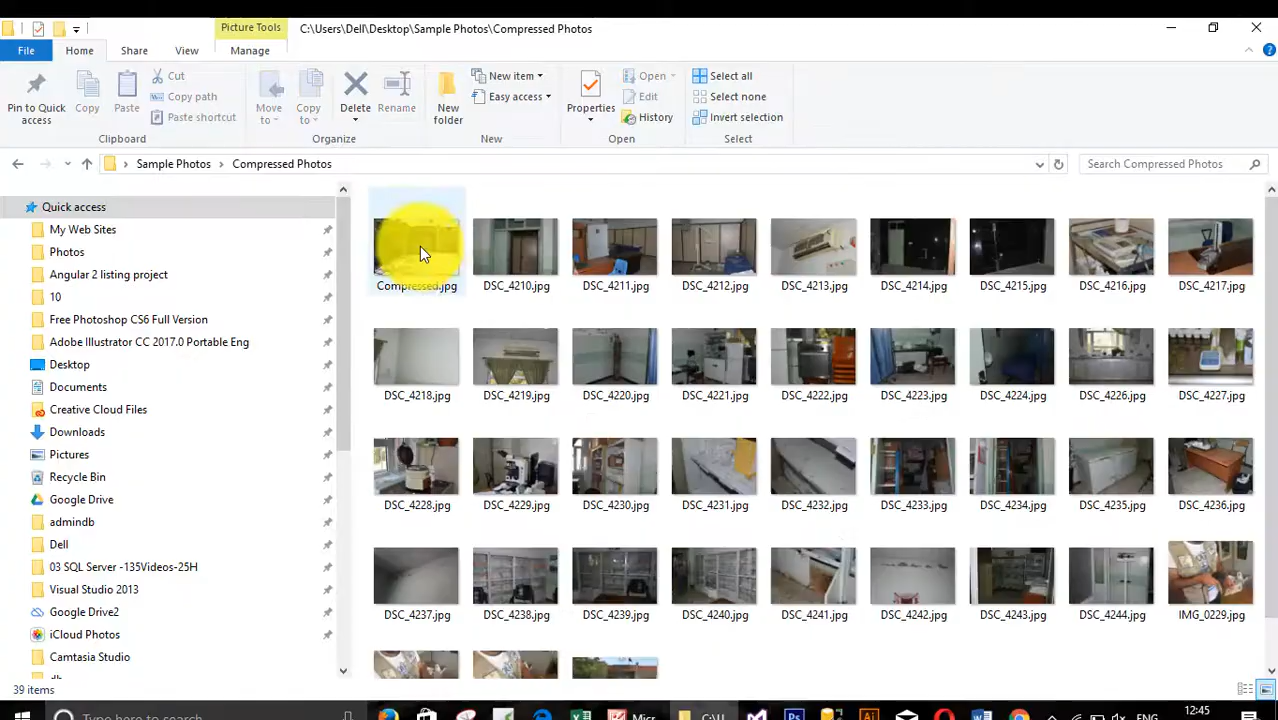 Picture Tools C:\Users\Dell\Desktop\Sample Photos\Compressed Photos
File Home Share View Manage
Pin to Quick access
Copy
Paste
Cut
Copy path
Paste shortcut
Clipboard
Move to
Copy to
Delete
Rename
Organize
New folder
New item
Easy access
New
Properties
Open
Edit
History
Open
Select all
Select none
Invert selection
Select
Sample Photos Compressed Photos Search Compressed Photos
Quick access
My Web Sites
Photos
Angular 2 listing project
10
Free Photoshop CS6 Full Version
Adobe Illustrator CC 2017.0 Portable Eng
Desktop
Documents
Creative Cloud Files
Downloads
Pictures
Recycle Bin
Google Drive
admindb
Dell
03 SQL Server -135Videos-25H
Visual Studio 2013
Google Drive2
iCloud Photos
Camtasia Studio
Compressed.jpg DSC_4210.jpg DSC_4211.jpg DSC_4212.jpg DSC_4213.jpg DSC_4214.jpg DSC_4215.jpg DSC_4216.jpg DSC_4217.jpg
DSC_4218.jpg DSC_4219.jpg DSC_4220.jpg DSC_4221.jpg DSC_4222.jpg DSC_4223.jpg DSC_4224.jpg DSC_4226.jpg DSC_4227.jpg
DSC_4228.jpg DSC_4229.jpg DSC_4230.jpg DSC_4231.jpg DSC_4232.jpg DSC_4233.jpg DSC_4234.jpg DSC_4235.jpg DSC_4236.jpg
DSC_4237.jpg DSC_4238.jpg DSC_4239.jpg DSC_4240.jpg DSC_4241.jpg DSC_4242.jpg DSC_4243.jpg DSC_4244.jpg IMG_0229.jpg
39 items
Type here to search Micr... C:\U... ENG 12:45